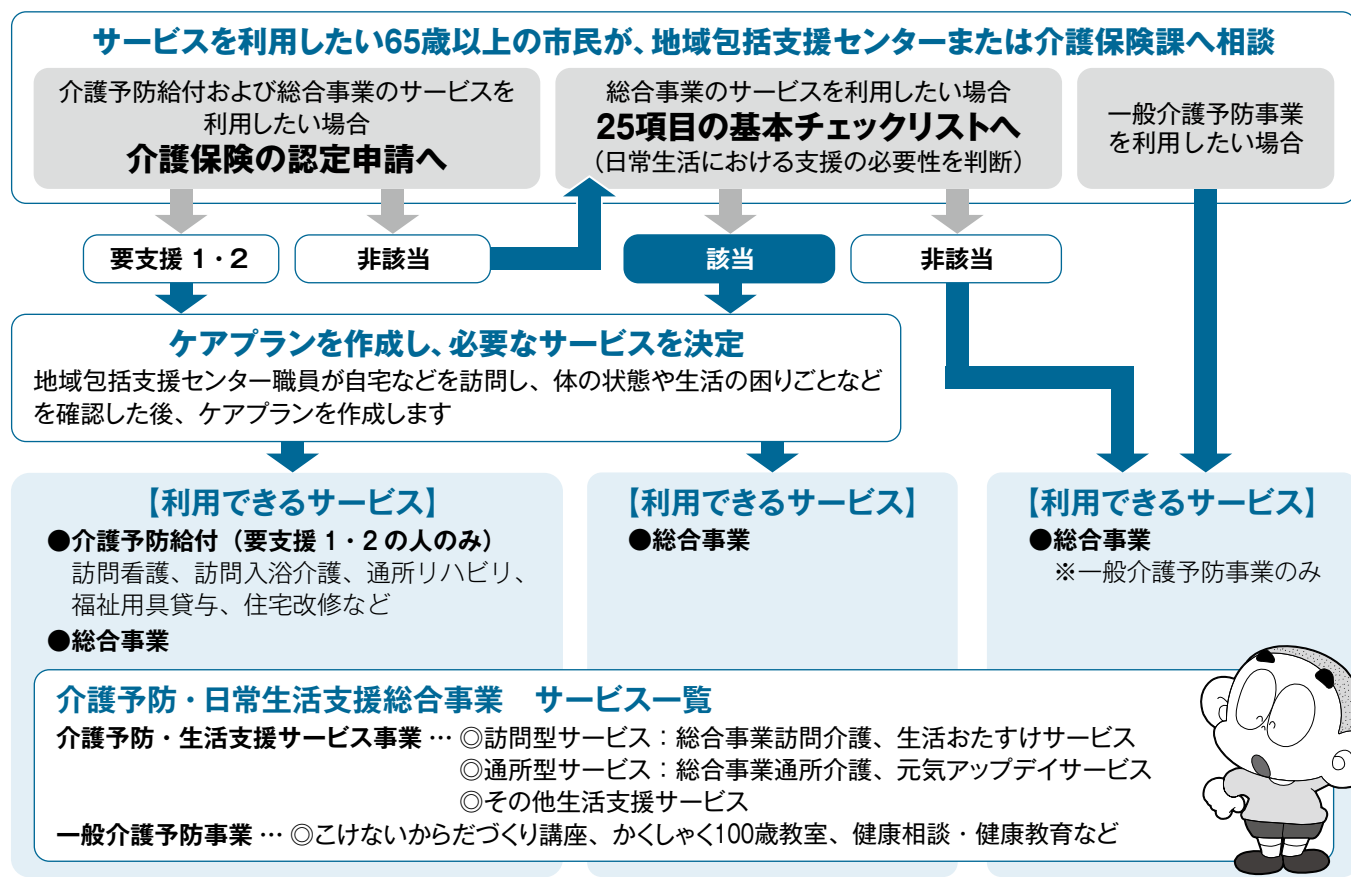 サービスを利用したい65歳以上の市民が、地域包括支援センターまたは介護保険課へ相談
介護予防給付および総合事業のサービスを
利用したい場合
介護保険の認定申請へ
総合事業のサービスを利用したい場合
25項目の基本チェックリストへ
(日常生活における支援の必要性を判断)
一般介護予防事業
を利用したい場合
要支援 1・2
非該当
該当
非該当
ケアプランを作成し、必要なサービスを決定
地域包括支援センター職員が自宅などを訪問し、体の状態や生活の困りごとなど
を確認した後、ケアプランを作成します
【利用できるサービス】
●介護予防給付（要支援 1・2 の人のみ）
訪問看護、訪問入浴介護、通所リハビリ、
福祉用具貸与、住宅改修など
●総合事業
【利用できるサービス】
●総合事業
【利用できるサービス】
●総合事業
※一般介護予防事業のみ
介護予防・日常生活支援総合事業　サービス一覧
介護予防・生活支援サービス事業 … ◎訪問型サービス：総合事業訪問介護、生活おたすけサービス
◎通所型サービス：総合事業通所介護、元気アップデイサービス
◎その他生活支援サービス
一般介護予防事業 … ◎こけないからだづくり講座、かくしゃく100歳教室、健康相談・健康教育など